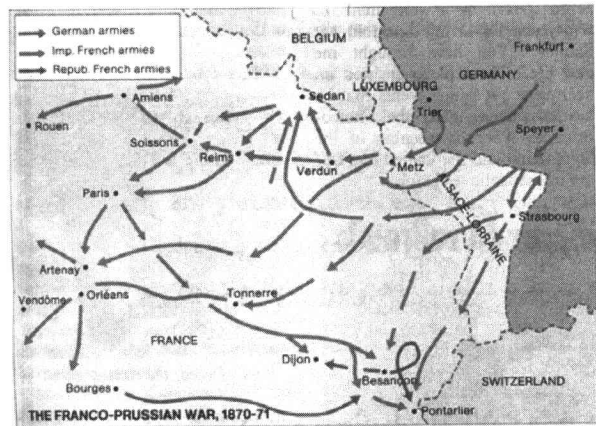 German armies
Imp. French armies
Repub. French armies
BELGIUM
Frankfurt
LUXEMBOURG
GERMANY
Sedan
Amiens
Trier
Rouen
Speyer
Soissons
Reims
Verdun
Metz
Paris
ALSACE-LORRAINE
Strasbourg
Artenay
Vendôme
Orléans
Tonnerre
FRANCE
Dijon
Besançon
SWITZERLAND
Bourges
Pontarlier
THE FRANCO-PRUSSIAN WAR, 1870-71